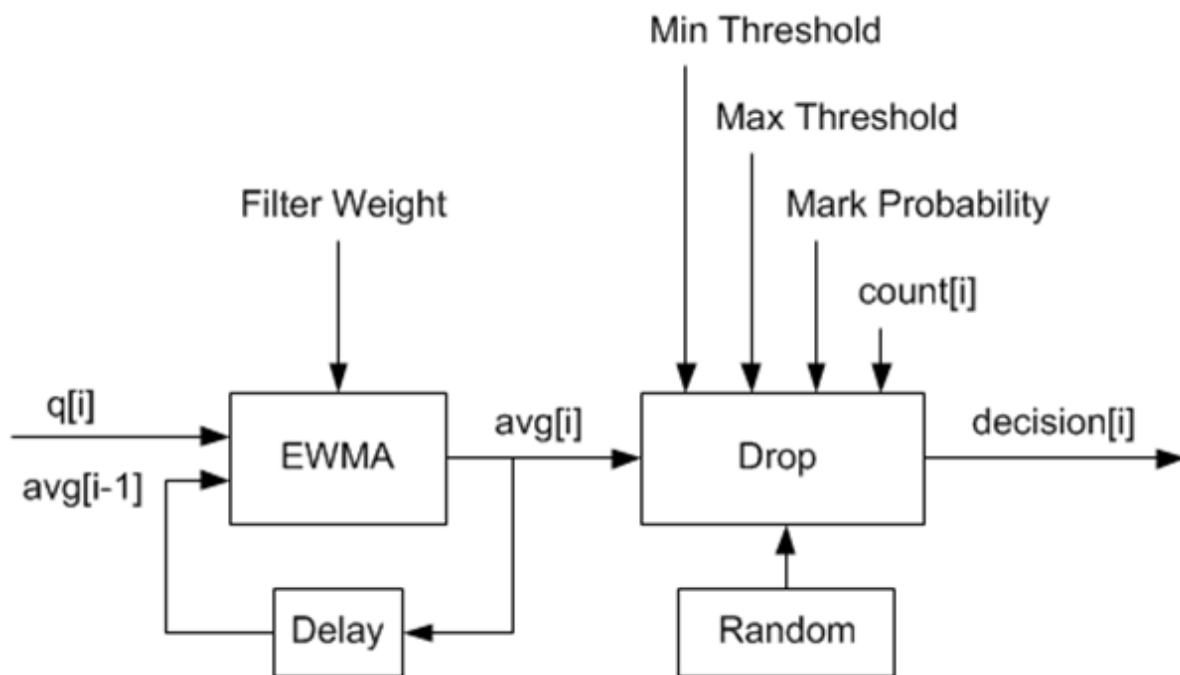 Min Threshold
Max Threshold
Filter Weight
Mark Probability
count[i]
q[i]
avg[i-1]
EWMA
avg[i]
Drop
decision[i]
Delay
Random